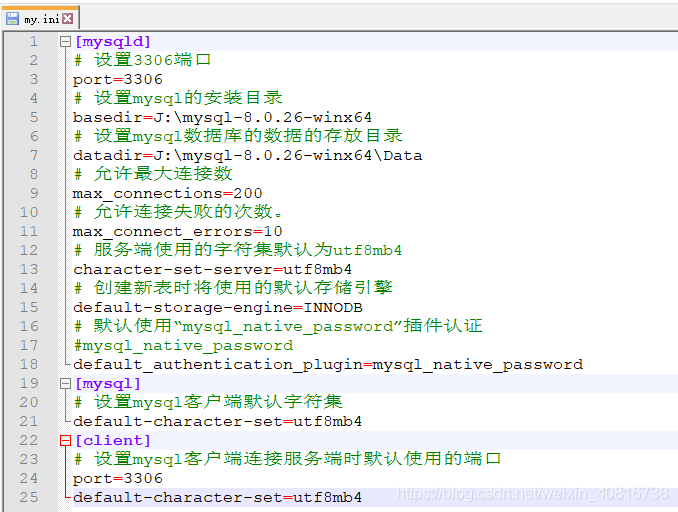 my.ini
1 [mysqld]
2 # 设置3306端口
3 port=3306
4 # 设置mysql的安装目录
5 basedir=J:\mysql-8.0.26-winx64
6 # 设置mysql数据库的数据的存放目录
7 datadir=J:\mysql-8.0.26-winx64\Data
8 # 允许最大连接数
9 max_connections=200
10 # 允许连接失败的次数。
11 max_connect_errors=10
12 # 服务端使用的字符集默认为utf8mb4
13 character-set-server=utf8mb4
14 # 创建新表时将使用的默认存储引擎
15 default-storage-engine=INNODB
16 # 默认使用“mysql_native_password”插件认证
17 #mysql_native_password
18 default_authentication_plugin=mysql_native_password
19 [mysql]
20 # 设置mysql客户端默认字符集
21 default-character-set=utf8mb4
22 [client]
23 # 设置mysql客户端连接服务端时默认使用的端口
24 port=3306
25 default-character-set=utf8mb4
https://blog.csdn.net/weixin_40816738